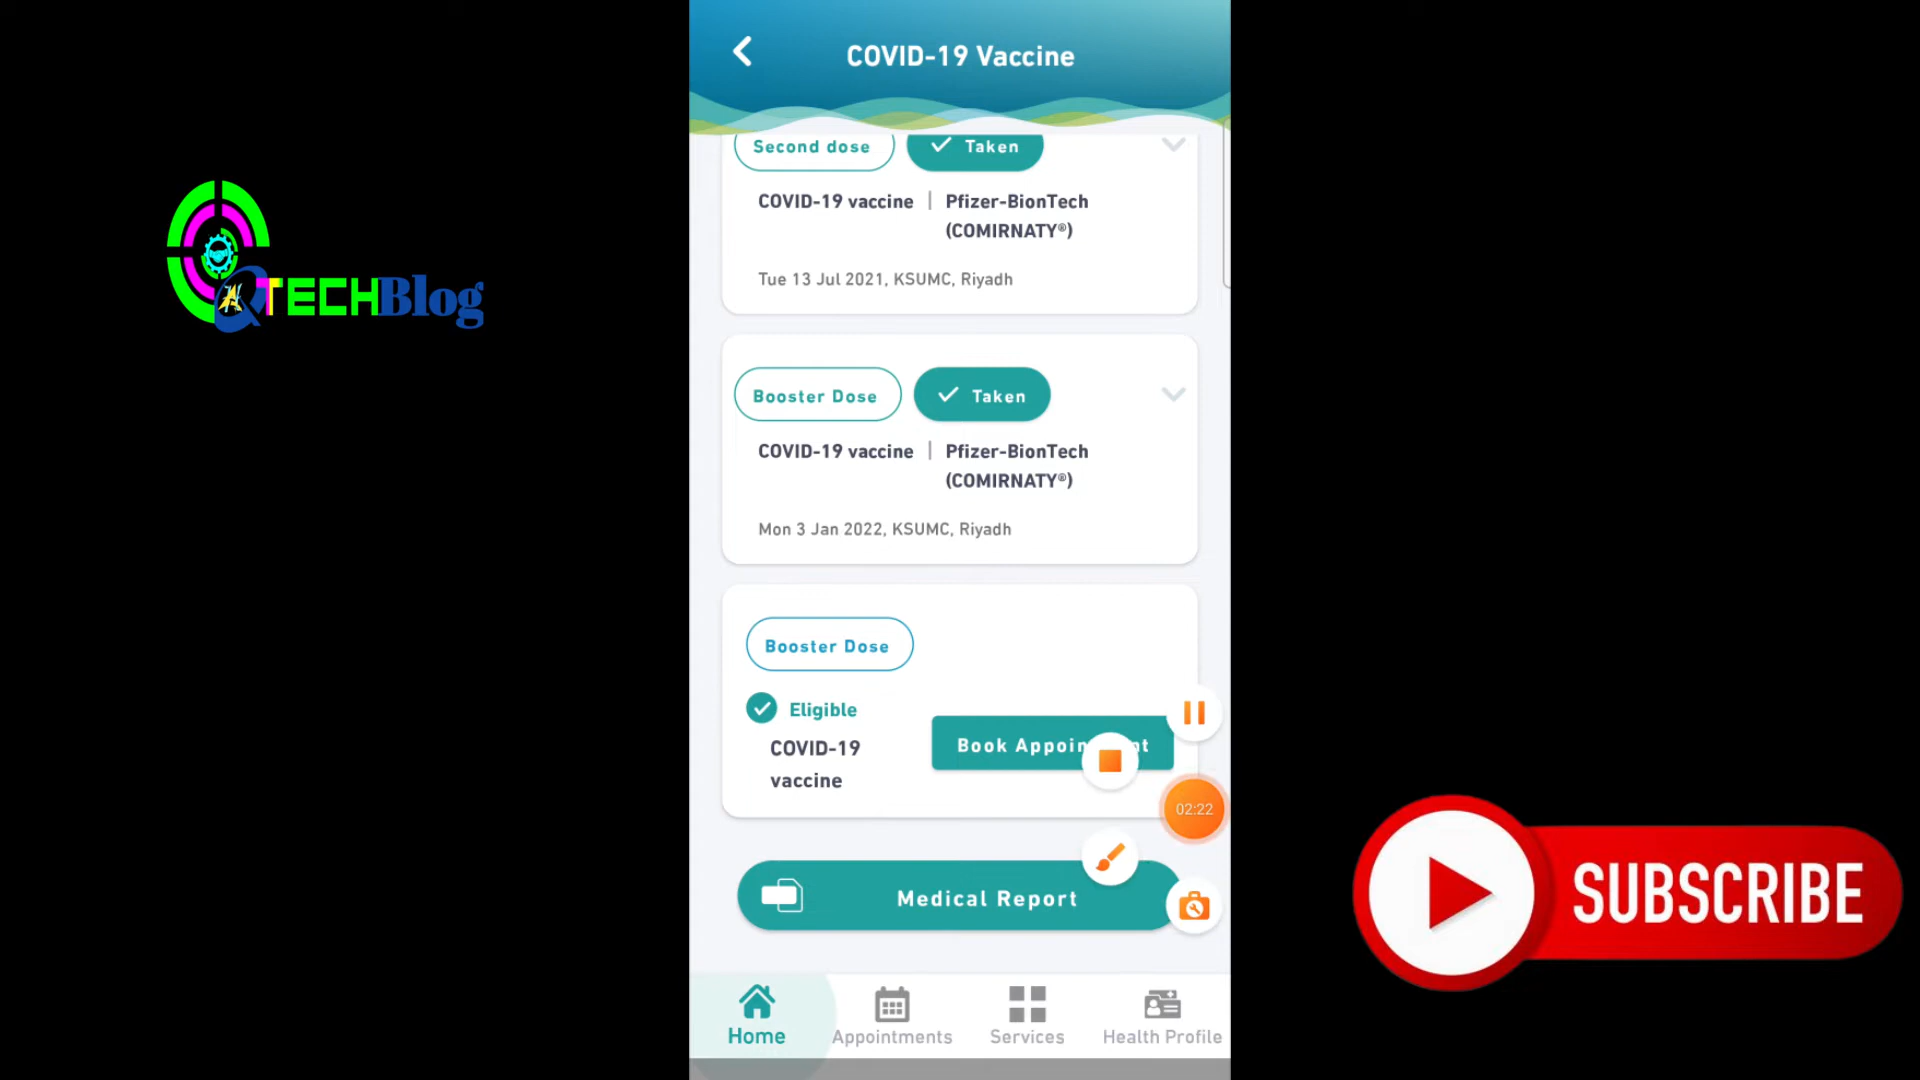 COVID-19 Vaccine
Second dose
Taken
COVID-19 vaccine | Pfizer-BionTech
(COMIRNATY®)
Tue 13 Jul 2021, KSUMC, Riyadh
Booster Dose
Taken
COVID-19 vaccine | Pfizer-BionTech
(COMIRNATY®)
Mon 3 Jan 2022, KSUMC, Riyadh
Booster Dose
Eligible
COVID-19
vaccine
Book Appoin t
02:22
Medical Report
Home
Appointments
Services
Health Profile
TECHBlog
SUBSCRIBE